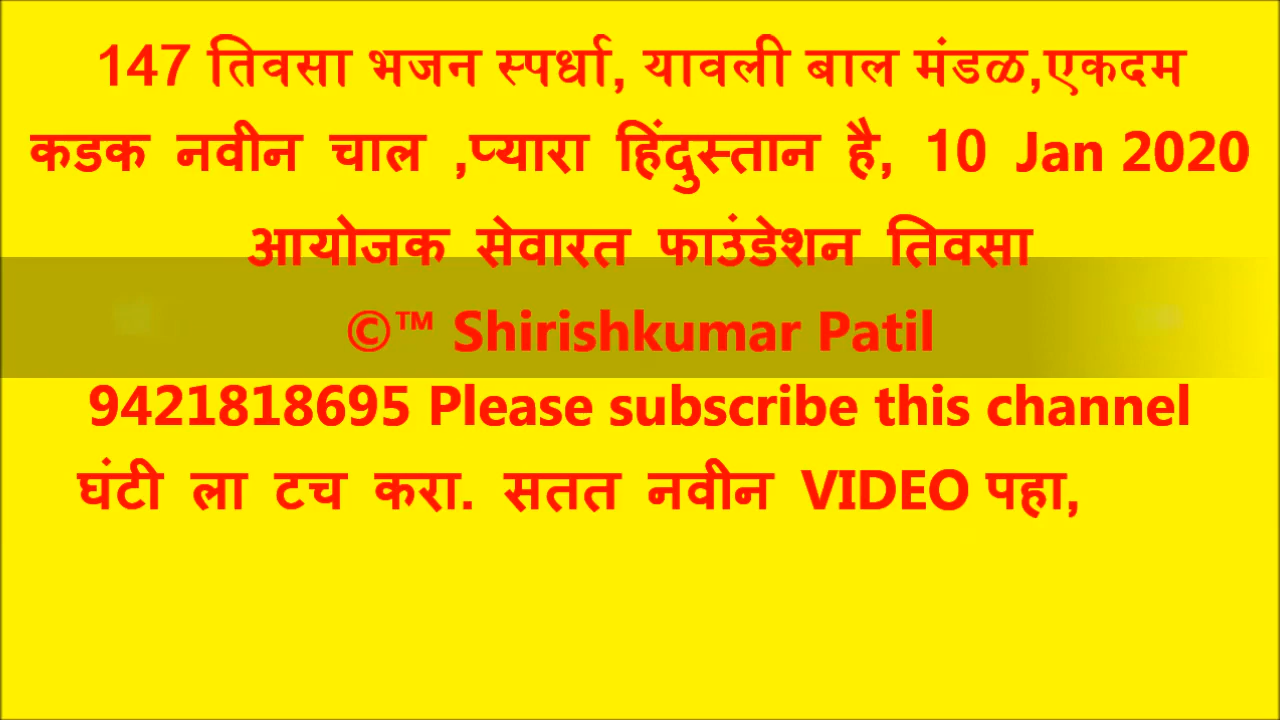 147 तिवसा भजन स्पर्धा, यावली बाल मंडळ,एकदम
कडक नवीन चाल ,प्यारा हिंदुस्तान है, 10 Jan 2020
आयोजक सेवारत फाउंडेशन तिवसा
©™ Shirishkumar Patil
9421818695 Please subscribe this channel
घंटी ला टच करा. सतत नवीन VIDEO पहा,